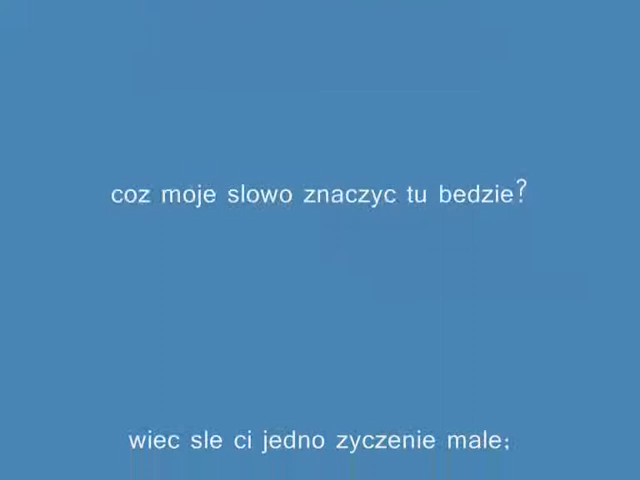 coz moje slowo znaczyc tu bedzie?
wiec sle ci jedno zyczenie male;